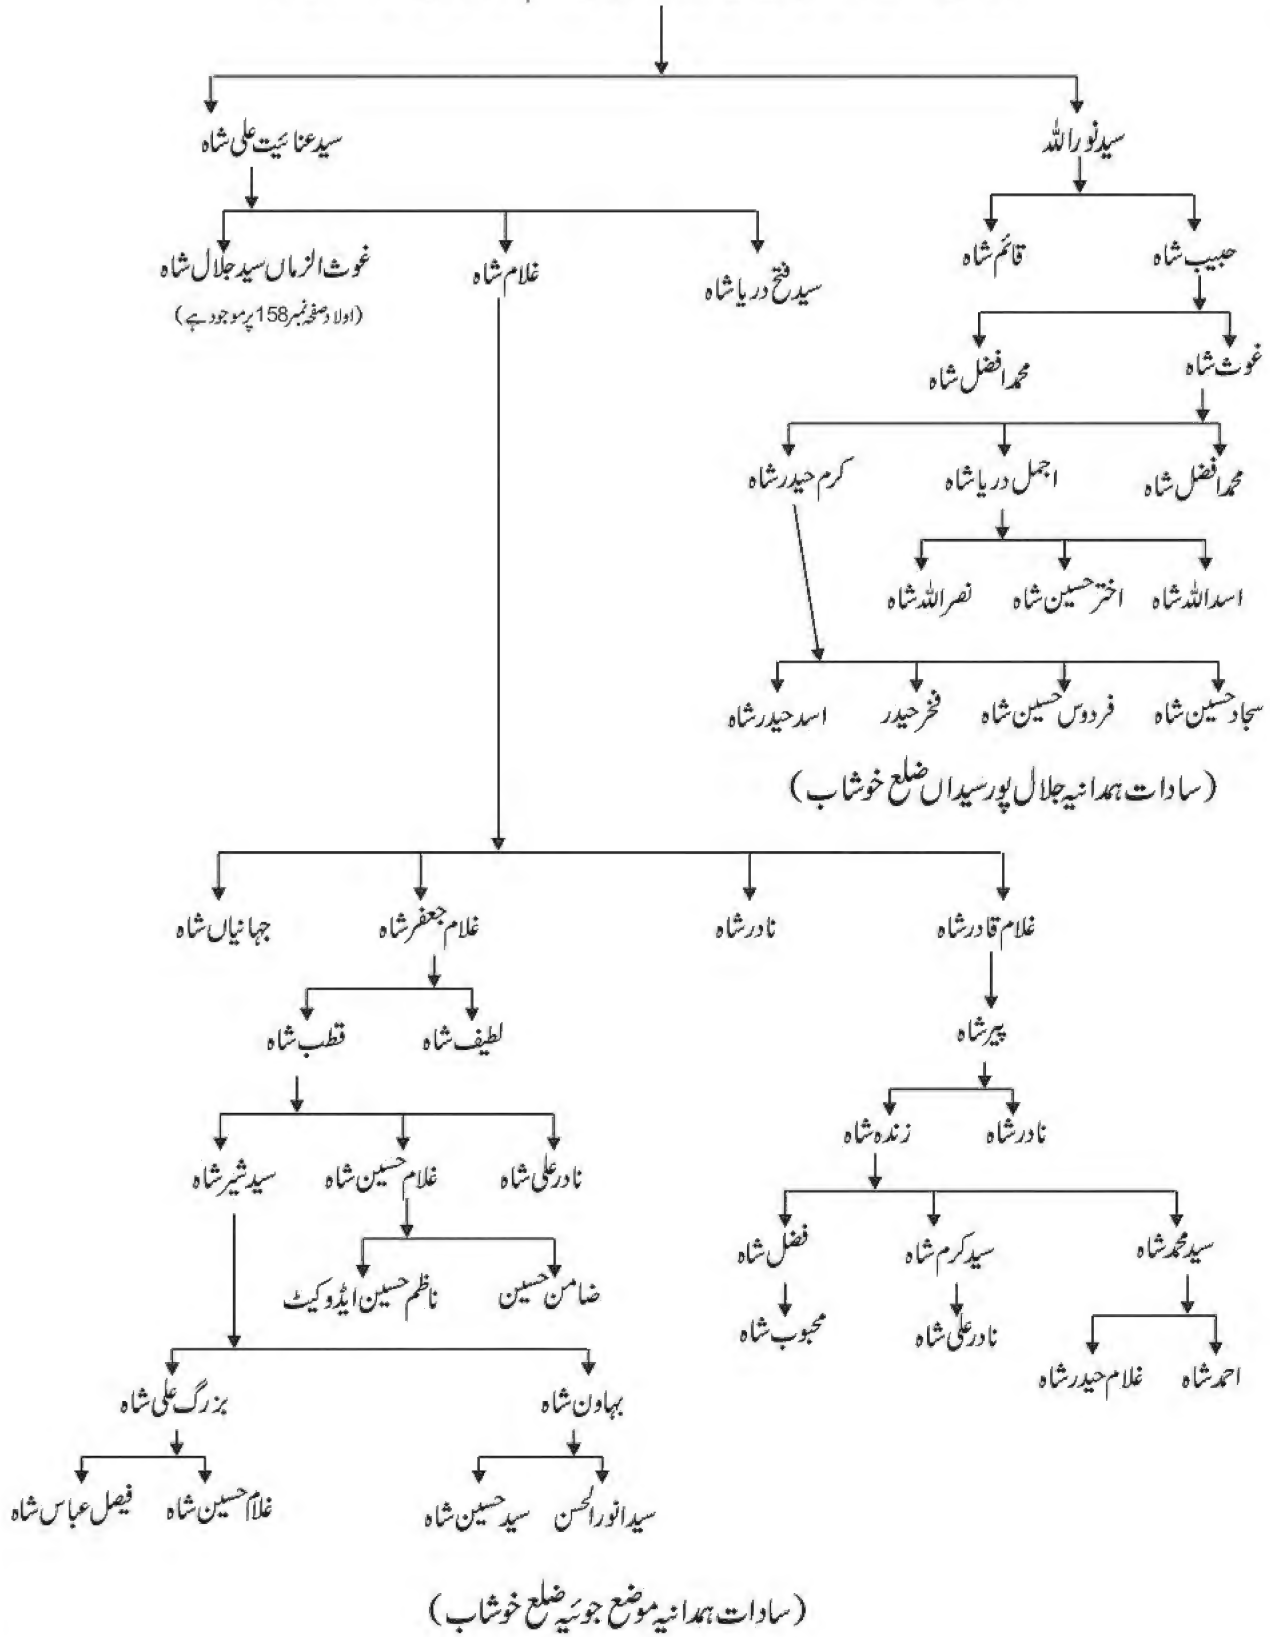 سید نور اللہ
سید عنائیت علی شاہ
حبیب شاہ
قائم شاہ
سید فتح دریا شاہ
غلام شاہ
غوث الزماں سید جلال شاہ
(اولاد صفحہ نمبر 158 پر موجود ہے)
غوث شاہ
محمد افضل شاہ
محمد افضل شاہ
اجمل دریا شاہ
کرم حیدر شاہ
اسد اللہ شاہ
اختر حسین شاہ
نصر اللہ شاہ
سجاد حسین شاہ
فردوس حسین شاہ
فخر حیدر
اسد حیدر شاہ
(سادات ہمدانیہ جلال پور سیداں ضلع خوشاب)
غلام قادر شاہ
نادر شاہ
غلام جعفر شاہ
جہانیاں شاہ
پیر شاہ
لطیف شاہ
قطب شاہ
نادر شاہ
زندہ شاہ
نادر علی شاہ
غلام حسین شاہ
سید شیر شاہ
سید محمد شاہ
سید کرم شاہ
فضل شاہ
ضامن حسین
ناظم حسین ایڈوکیٹ
نادر علی شاہ
محبوب شاہ
احمد شاہ
غلام حیدر شاہ
بہاون شاہ
بزرگ علی شاہ
سید انور الحسن
سید حسین شاہ
غلام حسین شاہ
فیصل عباس شاہ
(سادات ہمدانیہ موضع جوئیہ ضلع خوشاب)